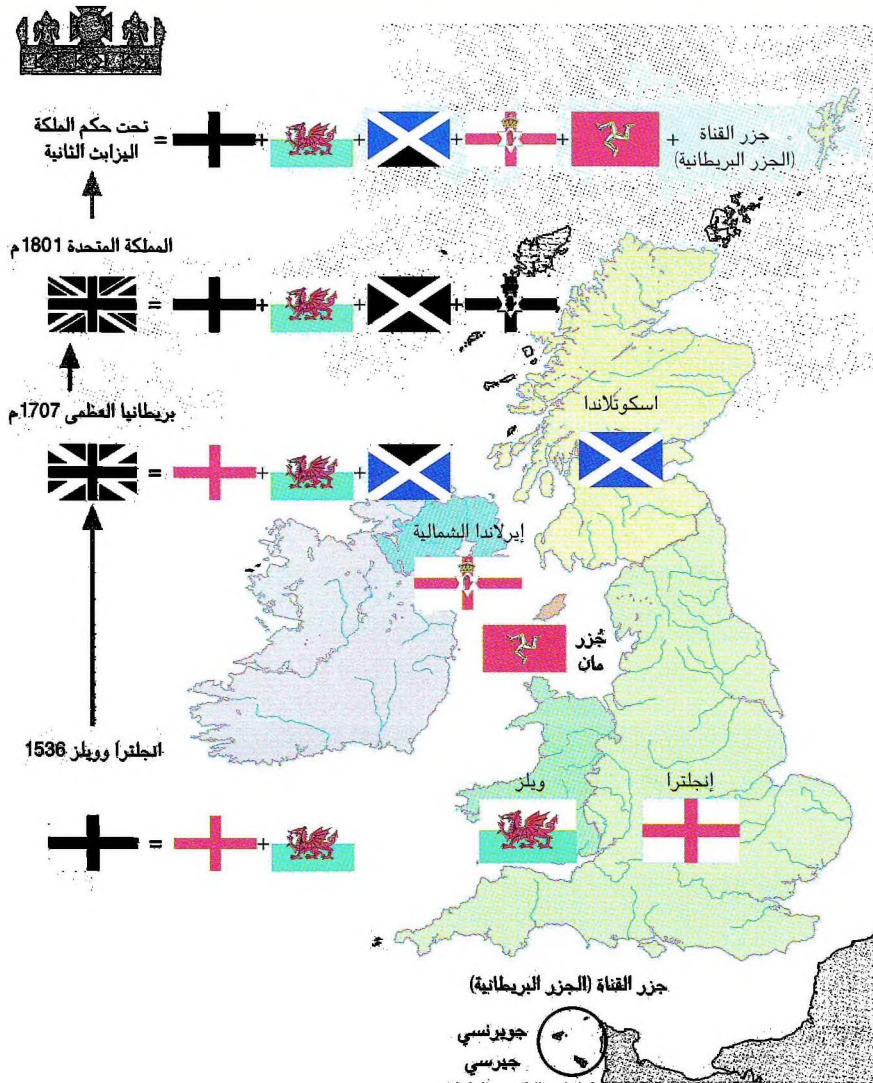 تحت حكم الملكة
اليزابث الثانية
=
+
+
+
+
+
جزر القناة
(الجزر البريطانية)
المملكة المتحدة 1801م
=
+
+
+
بريطانيا العظمى 1707م
=
+
+
اسكوتلاندا
إيرلاندا الشمالية
جُزر
مان
انجلترا وويلز 1536
=
+
ويلز
إنجلترا
جزر القناة (الجزر البريطانية)
جويرنسي
جيرسي